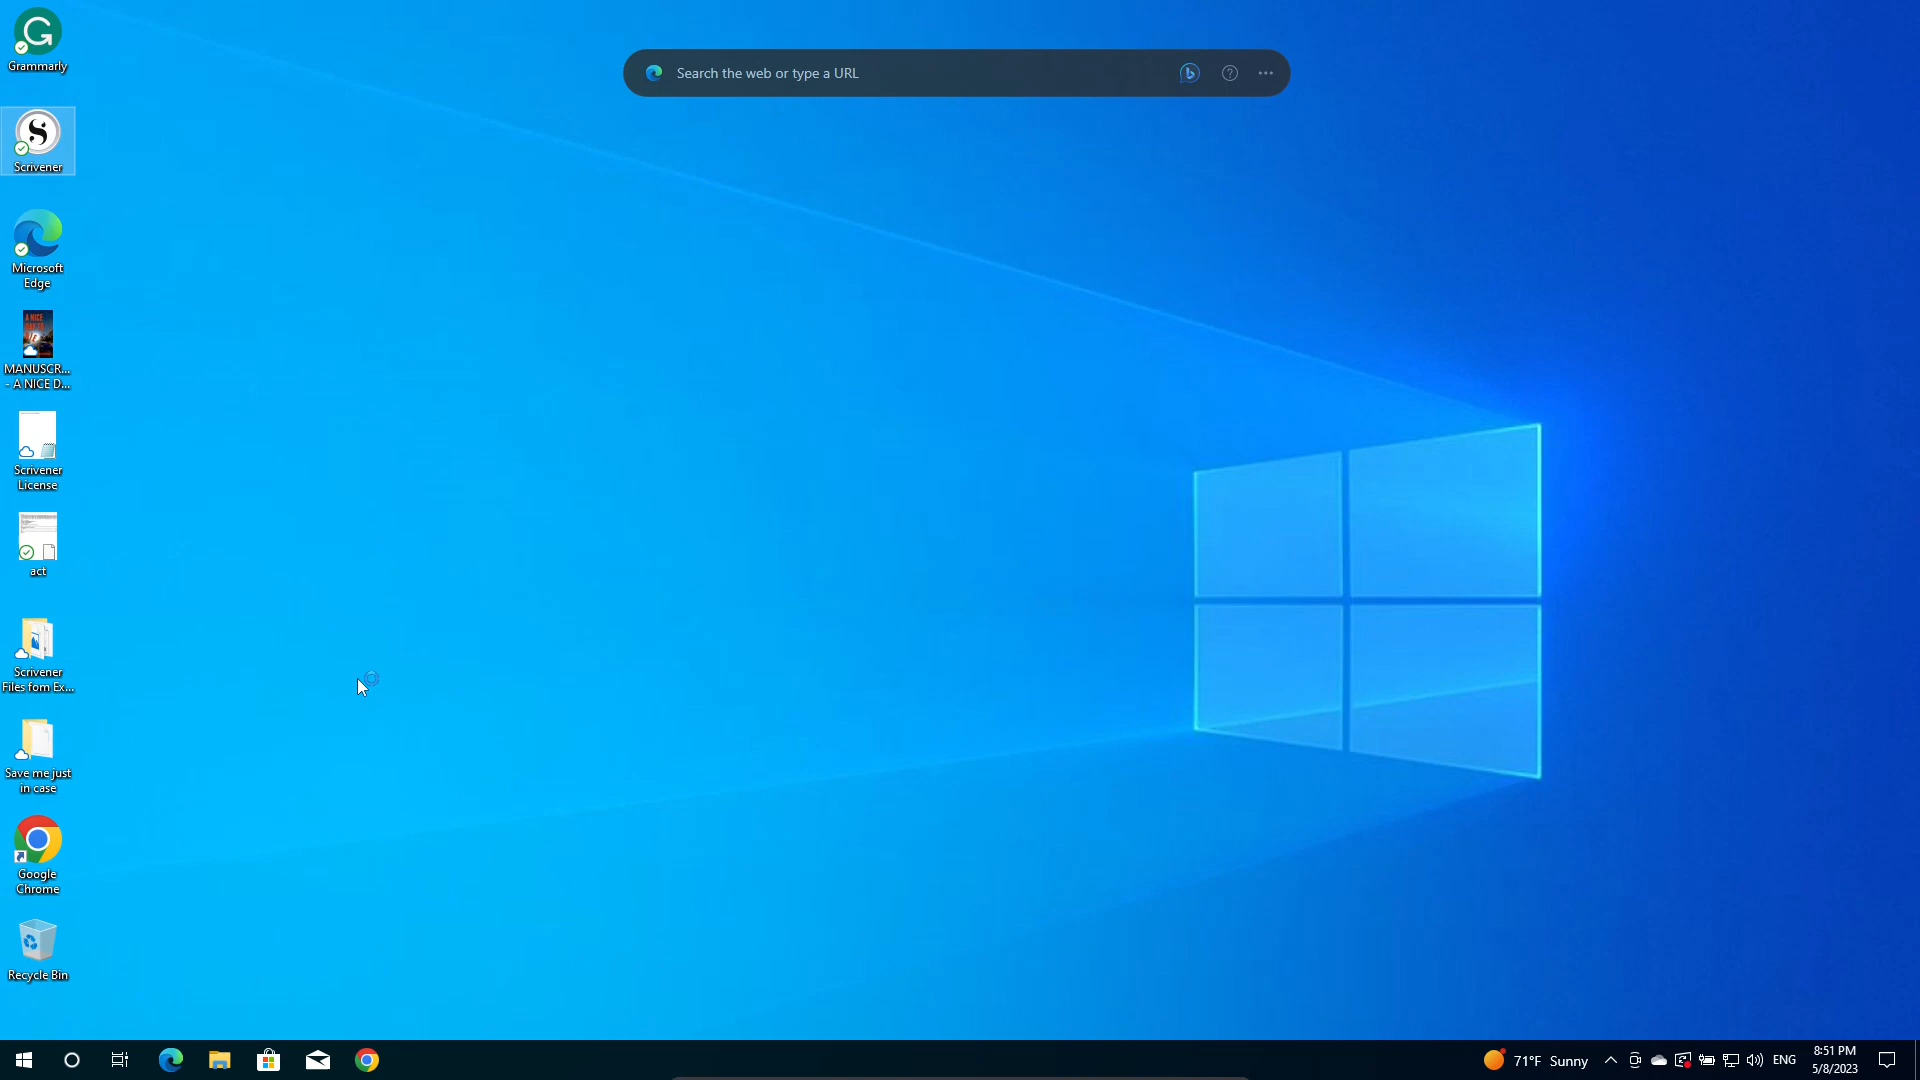 Grammarly
Search the web or type a URL
Scrivener
Microsoft
Edge
A NICE
MANUSCR...
- A NICE D...
Scrivener
License
act
Scrivener
Files fom Ex...
Save me just
in case
Google
Chrome
Recycle Bin
71°F Sunny
ENG
8:51 PM
5/8/2023